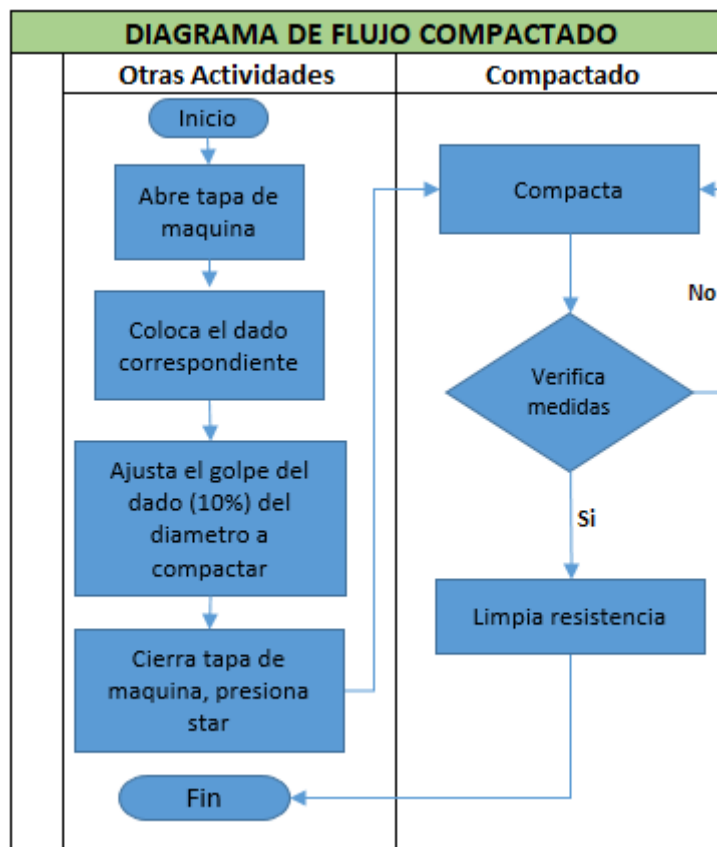 DIAGRAMA DE FLUJO COMPACTADO
Otras Actividades
Compactado
Inicio
Abre tapa de
maquina
Coloca el dado
correspondiente
Ajusta el golpe del
dado (10%) del
diametro a
compactar
Cierra tapa de
maquina, presiona
star
Compacta
No
Verifica
medidas
Si
Limpia resistencia
Fin